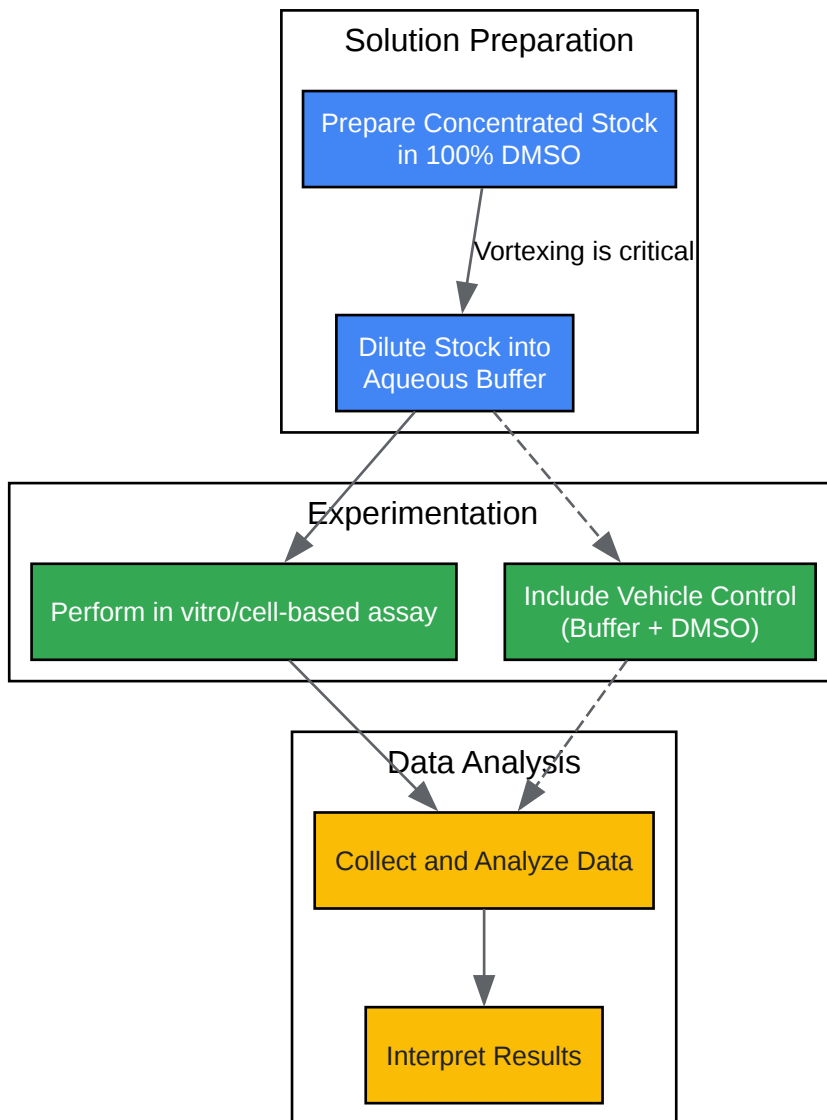 Solution Preparation
Prepare Concentrated Stock
in 100% DMSO
Vortexing is critical
Dilute Stock into
Aqueous Buffer
Experimentation
Perform in vitro/cell-based assay
Include Vehicle Control
(Buffer + DMSO)
Data Analysis
Collect and Analyze Data
Interpret Results